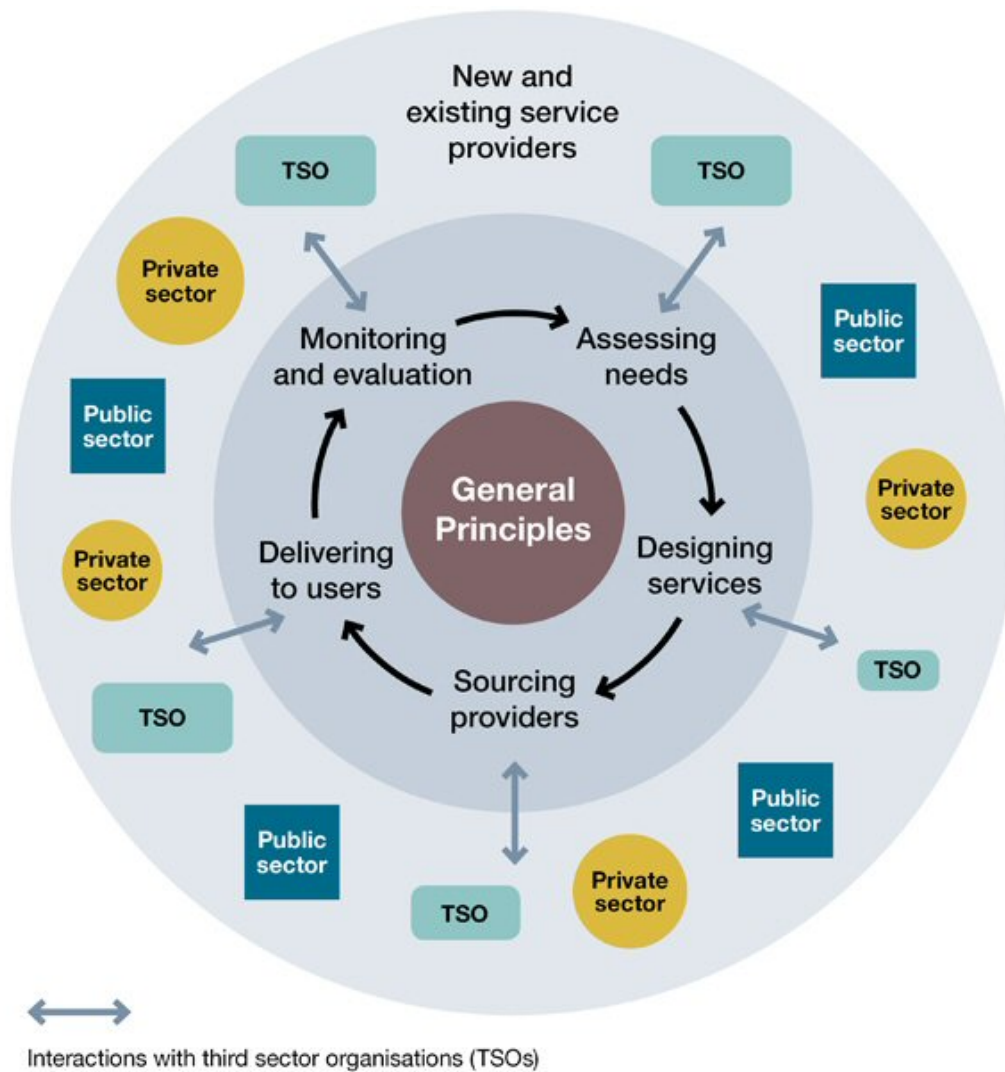 New and
existing service
providers
TSO
TSO
Private
sector
Public
sector
Monitoring
and evaluation
Assessing
needs
Public
sector
Private
sector
General
Principles
Delivering
to users
Designing
services
Private
sector
TSO
Sourcing
providers
TSO
Public
sector
Public
sector
Private
sector
TSO
Interactions with third sector organisations (TSOs)